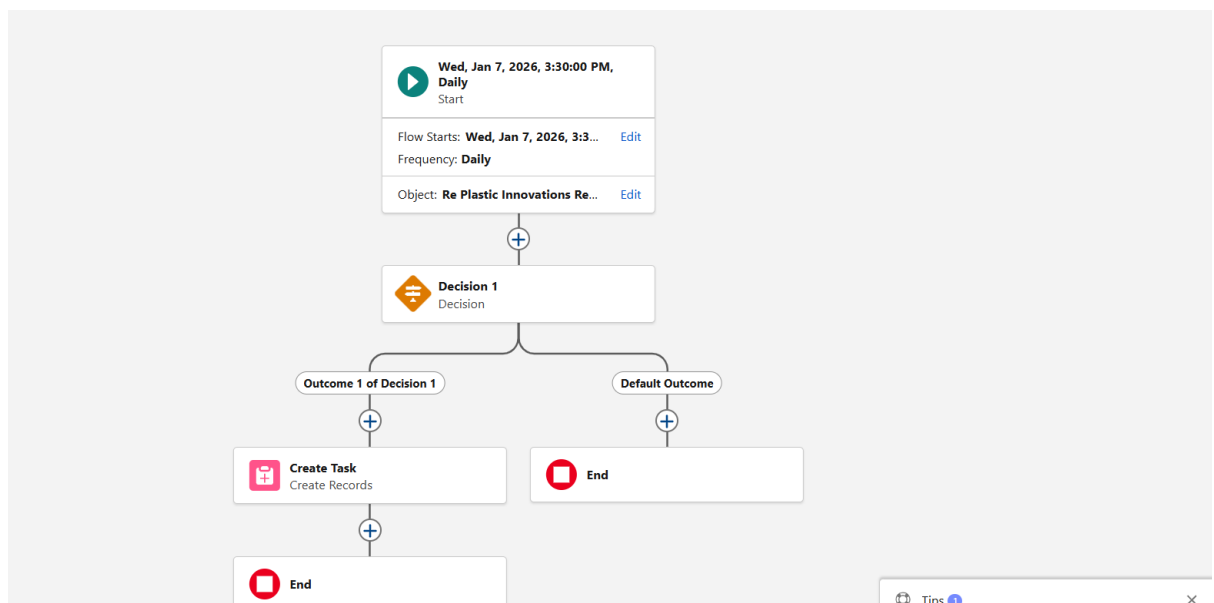 Wed, Jan 7, 2026, 3:30:00 PM,
Daily
Start
Flow Starts: Wed, Jan 7, 2026, 3:3... Edit
Frequency: Daily
Object: Re Plastic Innovations Re... Edit
Decision 1
Decision
Outcome 1 of Decision 1
Default Outcome
Create Task
Create Records
End
End
Tips 1